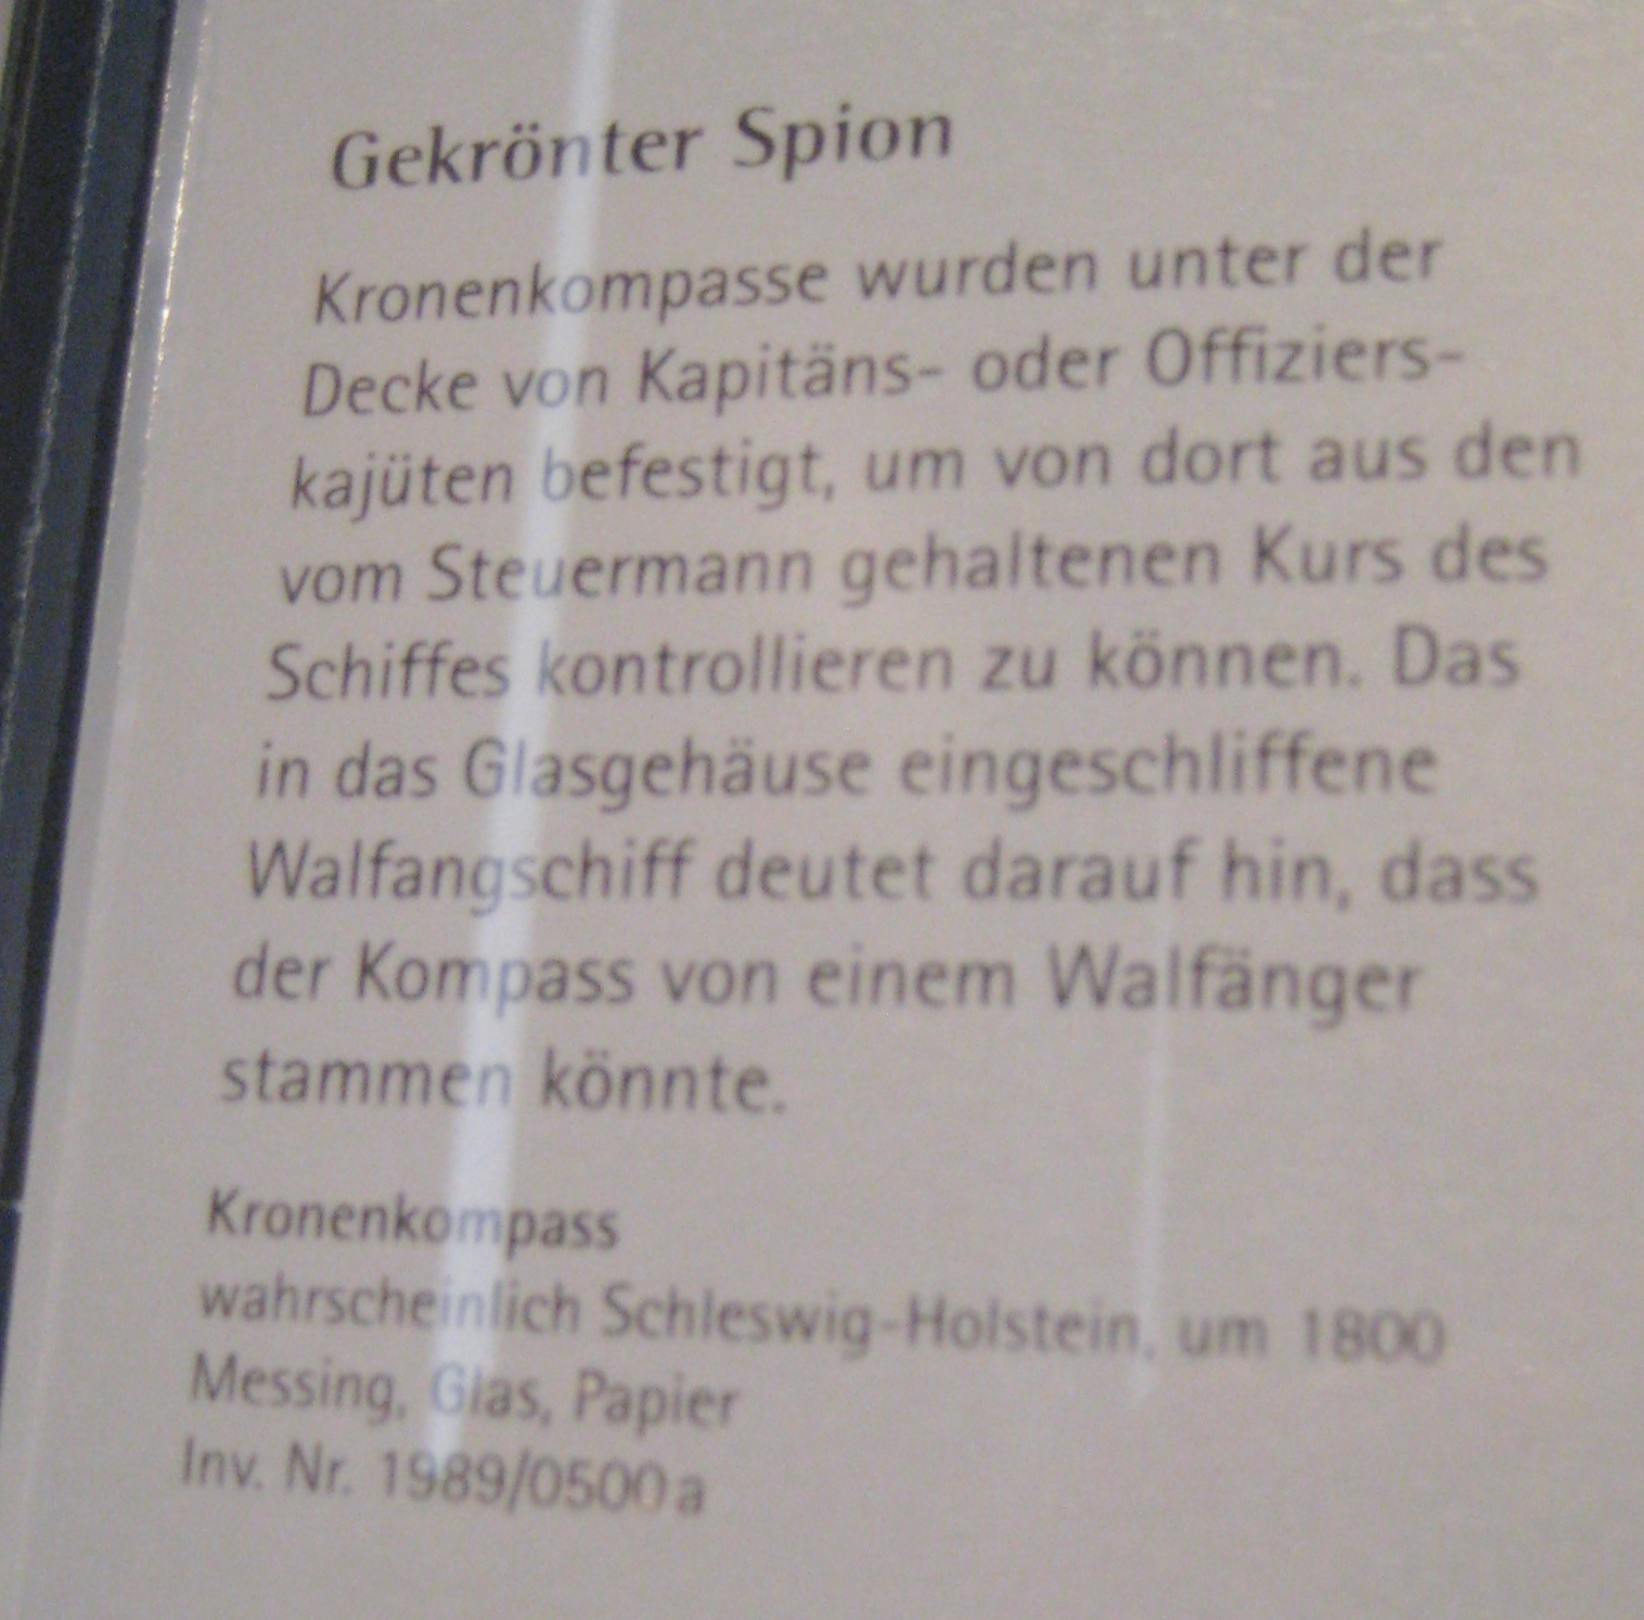 Gekrönter Spion
Kronenkompasse wurden unter der
Decke von Kapitäns- oder Offiziers-
kajüten befestigt, um von dort aus den
vom Steuermann gehaltenen Kurs des
Schiffes kontrollieren zu können. Das
in das Glasgehäuse eingeschliffene
Walfangschiff deutet darauf hin, dass
der Kompass von einem Walfänger
stammen könnte.
Kronenkompass
wahrscheinlich Schleswig-Holstein, um 1800
Messing, Glas, Papier
Inv. Nr. 1989/0500 a